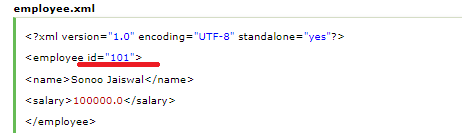 employee.xml
<?xml version="1.0" encoding="UTF-8" standalone="yes"?>
<employee id="101">
<name>Sonoo Jaiswal</name>
<salary>100000.0</salary>
</employee>